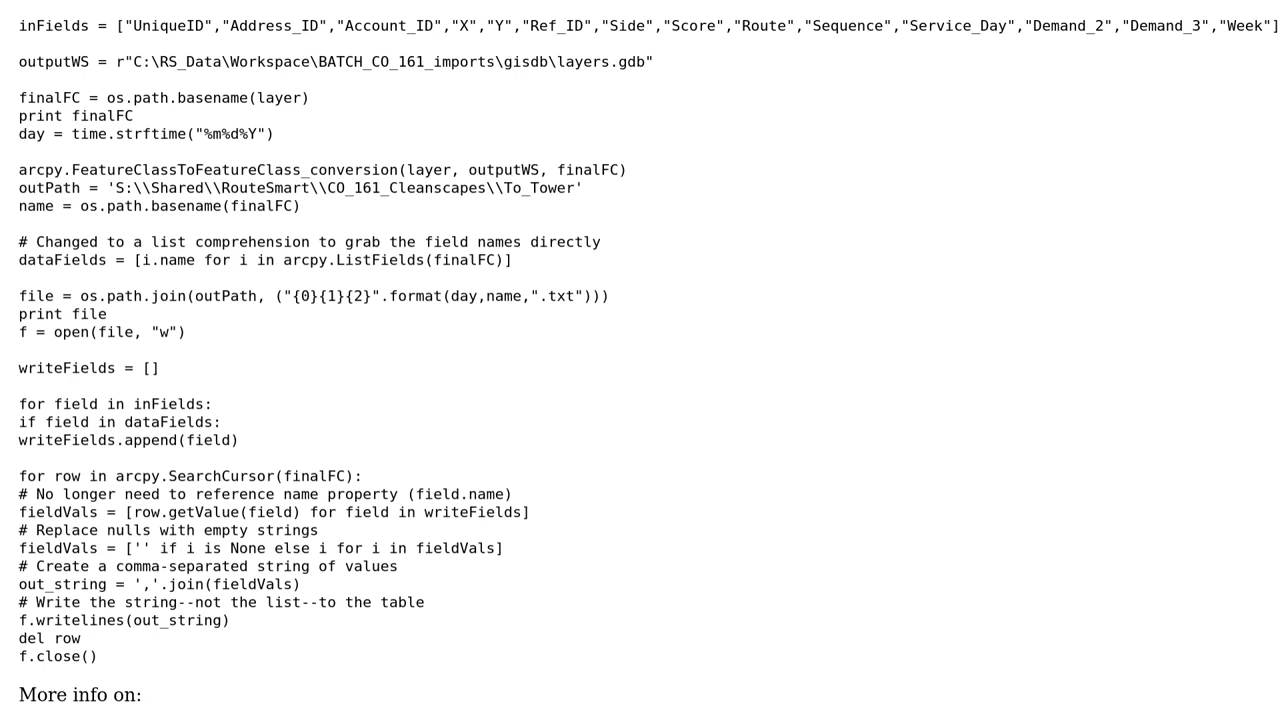 inFields = ["UniqueID","Address_ID","Account_ID","X","Y","Ref_ID","Side","Score","Route","Sequence","Service_Day","Demand_2","Demand_3","Week"]
outputWS = r"C:\RS_Data\Workspace\BATCH_CO_161_imports\gisdb\layers.gdb"
finalFC = os.path.basename(layer)
print finalFC
day = time.strftime("%m%d%Y")
arcpy.FeatureClassToFeatureClass_conversion(layer, outputWS, finalFC)
outPath = 'S:\\Shared\\RouteSmart\\CO_161_Cleanscapes\\To_Tower'
name = os.path.basename(finalFC)
# Changed to a list comprehension to grab the field names directly
dataFields = [i.name for i in arcpy.ListFields(finalFC)]
file = os.path.join(outPath, ("{0}{1}{2}".format(day,name,".txt")))
print file
f = open(file, "w")
writeFields = []
for field in inFields:
if field in dataFields:
writeFields.append(field)
for row in arcpy.SearchCursor(finalFC):
# No longer need to reference name property (field.name)
fieldVals = [row.getValue(field) for field in writeFields]
# Replace nulls with empty strings
fieldVals = ['' if i is None else i for i in fieldVals]
# Create a comma-separated string of values
out_string = ','.join(fieldVals)
# Write the string--not the list--to the table
f.writelines(out_string)
del row
f.close()
More info on: